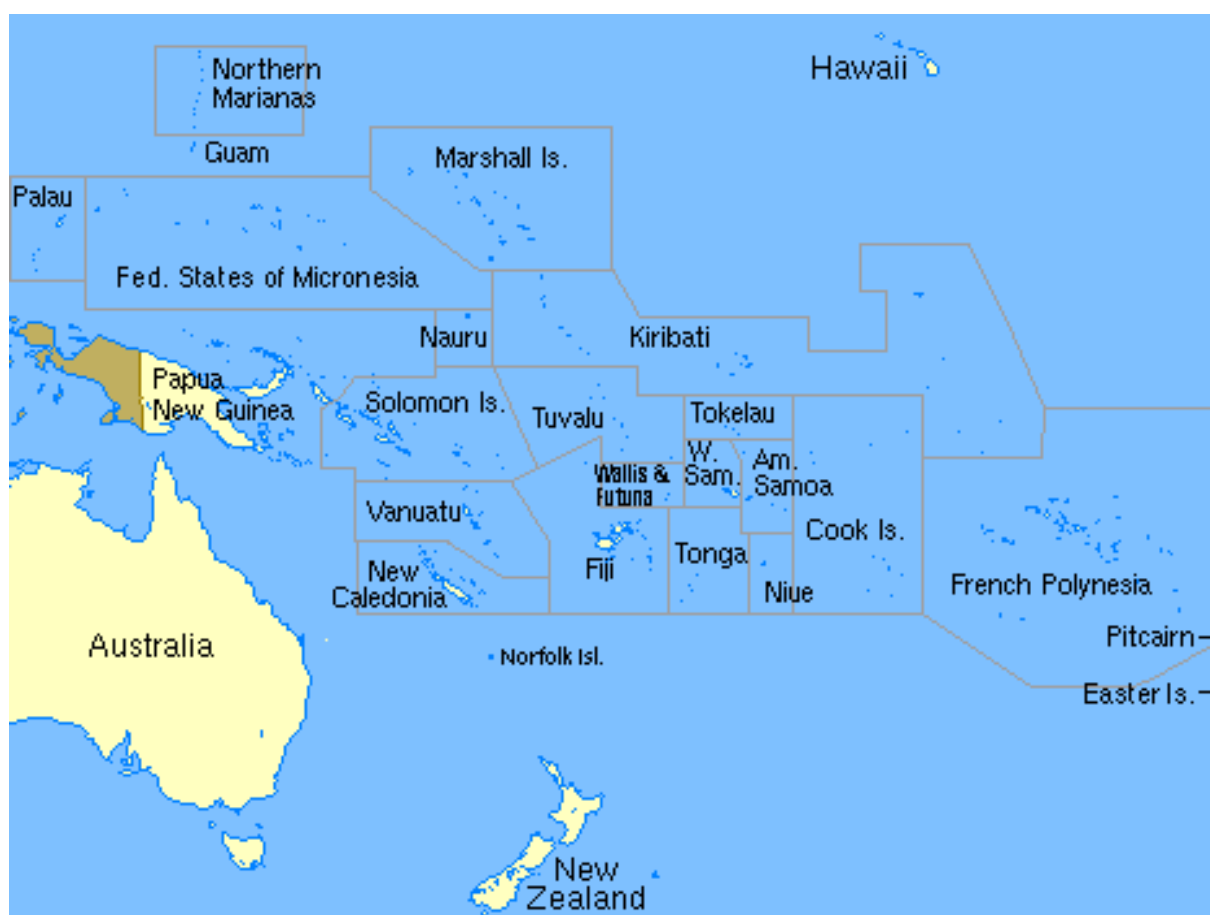 Hawaii
Northern
Marianas
Guam
Marshall Is.
Palau
Fed. States of Micronesia
Nauru
Kiribati
Papua
New Guinea
Solomon Is.
Tuvalu
Tokelau
W.
Sam.
Am.
Samoa
Wallis &
Futuna
Vanuatu
Cook Is.
Fiji
Tonga
Niue
New
Caledonia
French Polynesia
Australia
Norfolk Isl.
Pitcairn
Easter Is.
New
Zealand